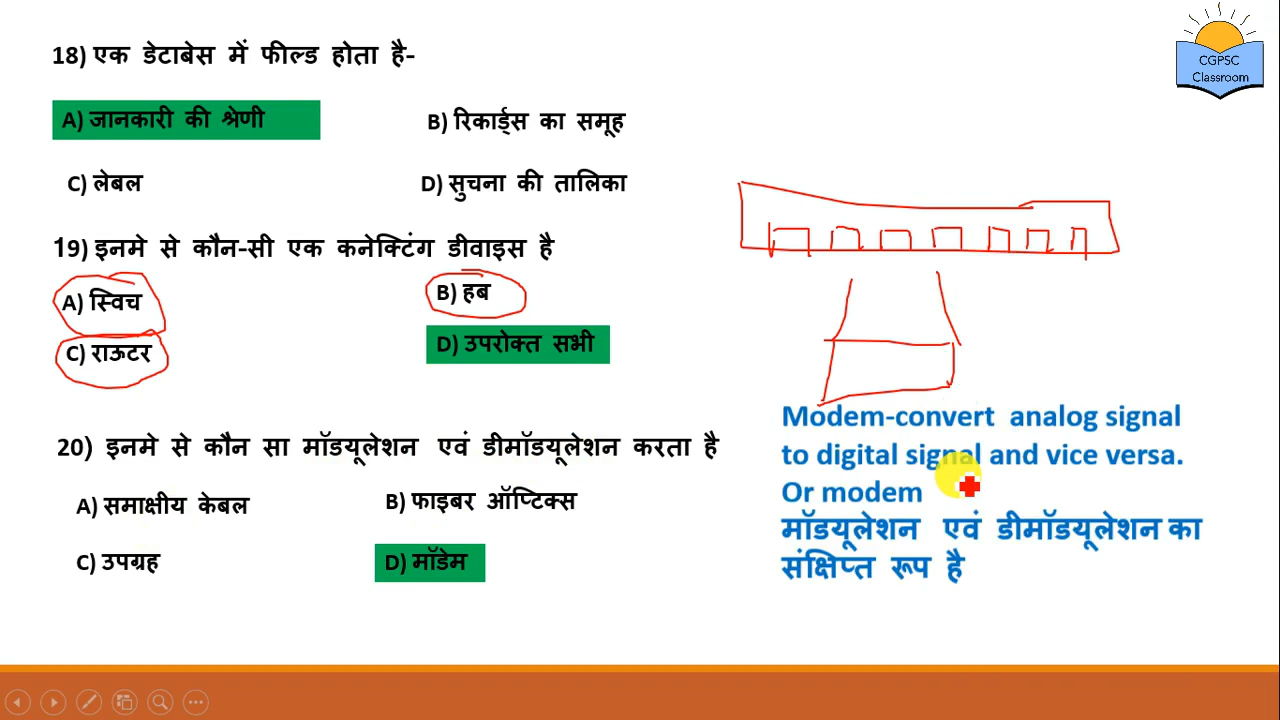 CGPSC
Classroom
18) एक डेटाबेस में फील्ड होता है-
A) जानकारी की श्रेणी
B) रिकार्ड्स का समूह
C) लेबल
D) सुचना की तालिका
19) इनमे से कौन-सी एक कनेक्टिंग डीवाइस है
A) स्विच
B) हब
C) राऊटर
D) उपरोक्त सभी
20) इनमे से कौन सा मॉडयूलेशन एवं डीमॉडयूलेशन करता है
A) समाक्षीय केबल
B) फाइबर ऑप्टिक्स
C) उपग्रह
D) मॉडेम
Modem-convert analog signal
to digital signal and vice versa.
Or modem
मॉडयूलेशन एवं डीमॉडयूलेशन का
संक्षिप्त रूप है